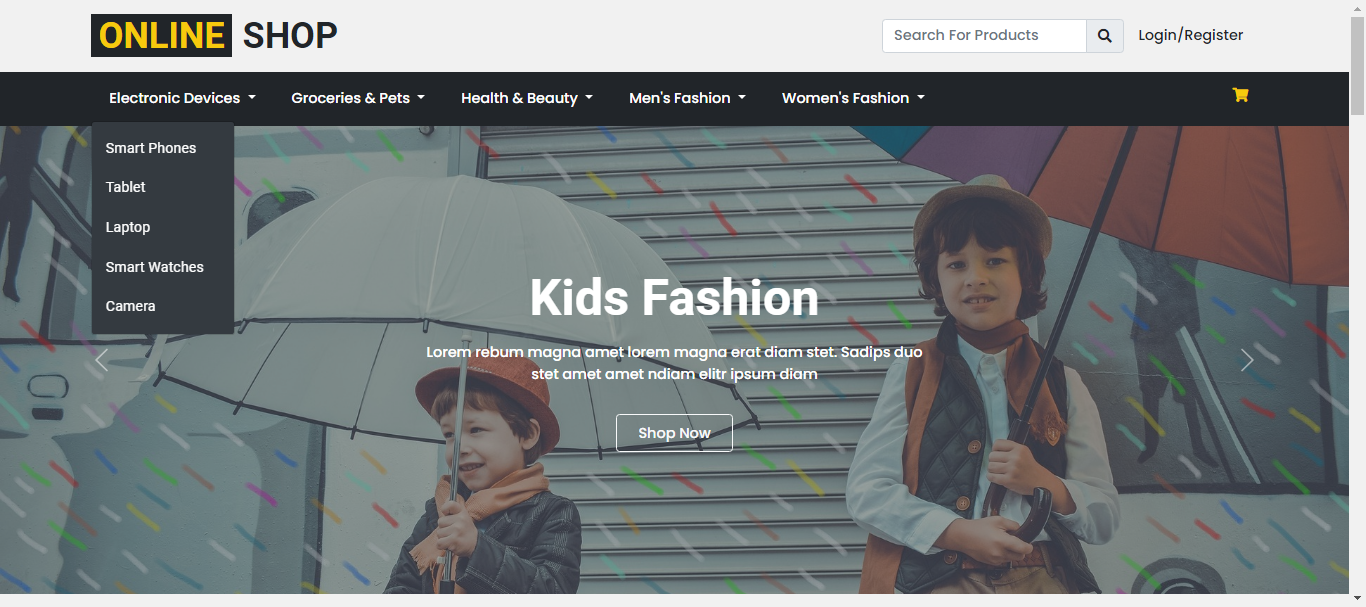 ONLINE SHOP
Search For Products
Login/Register
Electronic Devices
Groceries & Pets
Health & Beauty
Men's Fashion
Women's Fashion
Smart Phones
Tablet
Laptop
Smart Watches
Camera
Kids Fashion
Lorem rebum magna amet lorem magna erat diam stet. Sadips duo
stet amet amet ndiam elitr ipsum diam
Shop Now